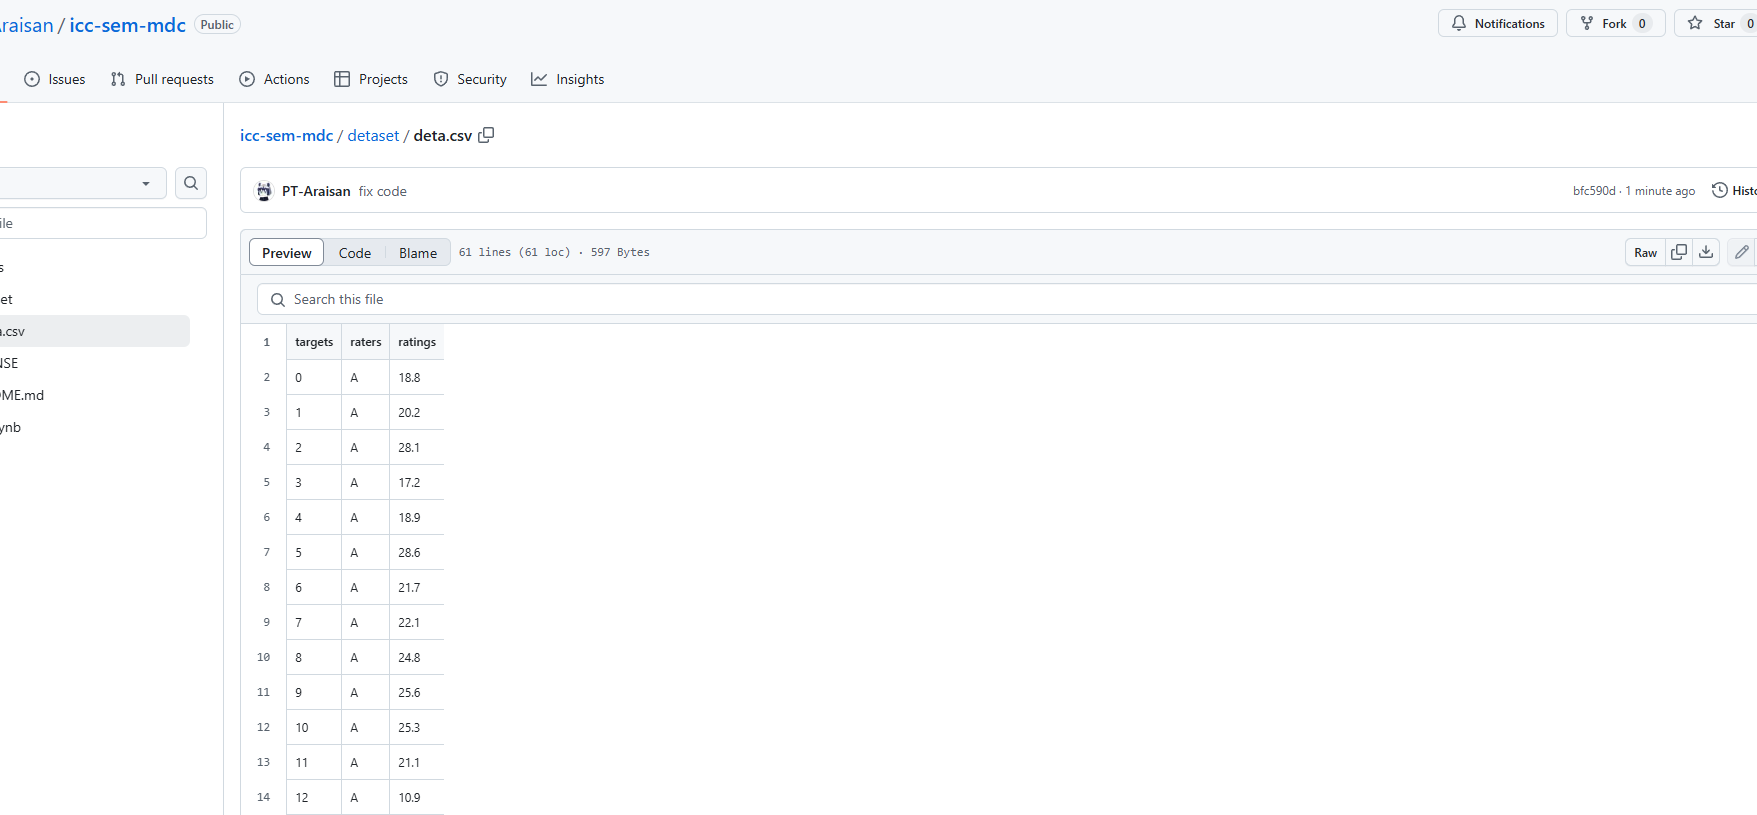 raisan / icc-sem-mdc Public
Notifications Fork 0 Star 0
Issues Pull requests Actions Projects Security Insights
icc-sem-mdc / detaset / deta.csv
PT-Araisan fix code bfc590d · 1 minute ago Histo
ile
s
et
a.csv
NSE
OME.md
ynb
Preview Code Blame 61 lines (61 loc) · 597 Bytes Raw
Search this file
1 targets raters ratings
2 0 A 18.8
3 1 A 20.2
4 2 A 28.1
5 3 A 17.2
6 4 A 18.9
7 5 A 28.6
8 6 A 21.7
9 7 A 22.1
10 8 A 24.8
11 9 A 25.6
12 10 A 25.3
13 11 A 21.1
14 12 A 10.9